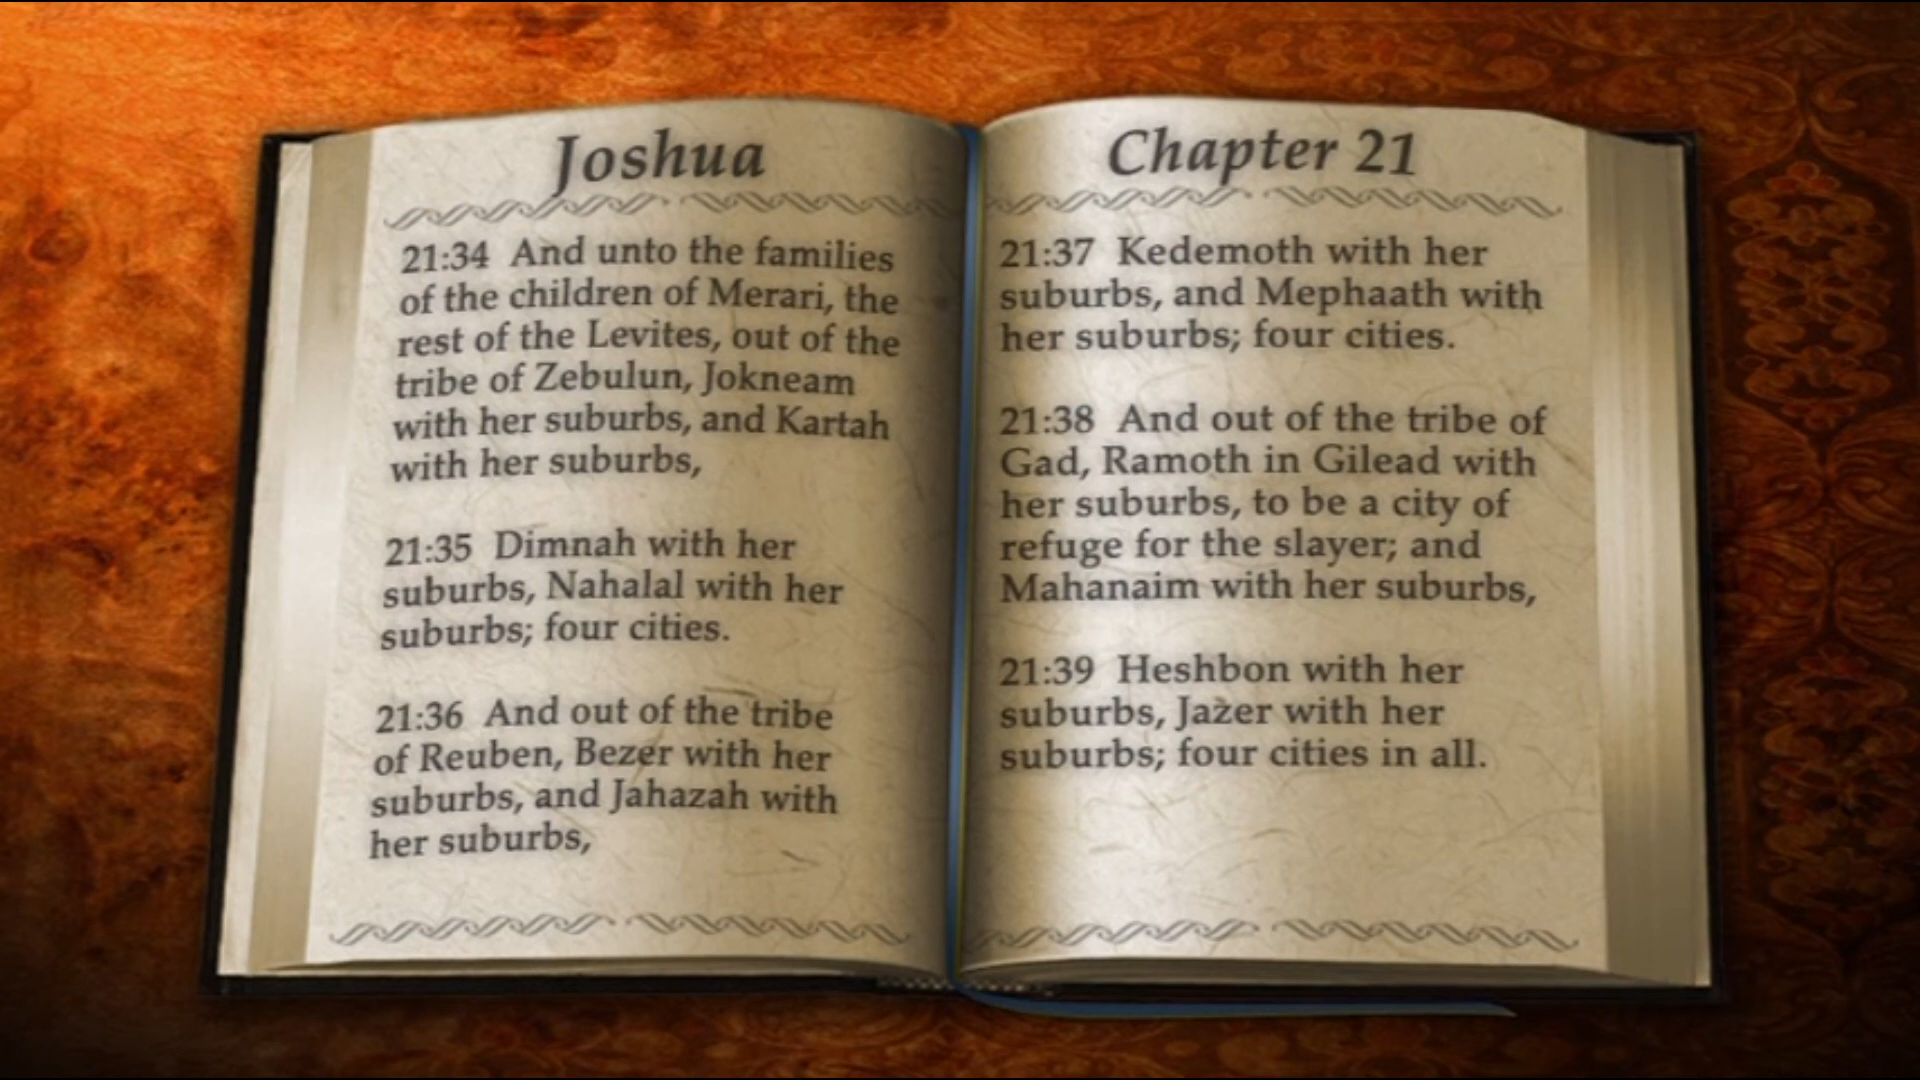 Joshua
21:34 And unto the families
of the children of Merari, the
rest of the Levites, out of the
tribe of Zebulun, Jokneam
with her suburbs, and Kartah
with her suburbs,
21:35 Dimnah with her
suburbs, Nahalal with her
suburbs; four cities.
21:36 And out of the tribe
of Reuben, Bezer with her
suburbs, and Jahazah with
her suburbs,
Chapter 21
21:37 Kedemoth with her
suburbs, and Mephaath with
her suburbs; four cities.
21:38 And out of the tribe of
Gad, Ramoth in Gilead with
her suburbs, to be a city of
refuge for the slayer; and
Mahanaim with her suburbs,
21:39 Heshbon with her
suburbs, Jazer with her
suburbs; four cities in all.